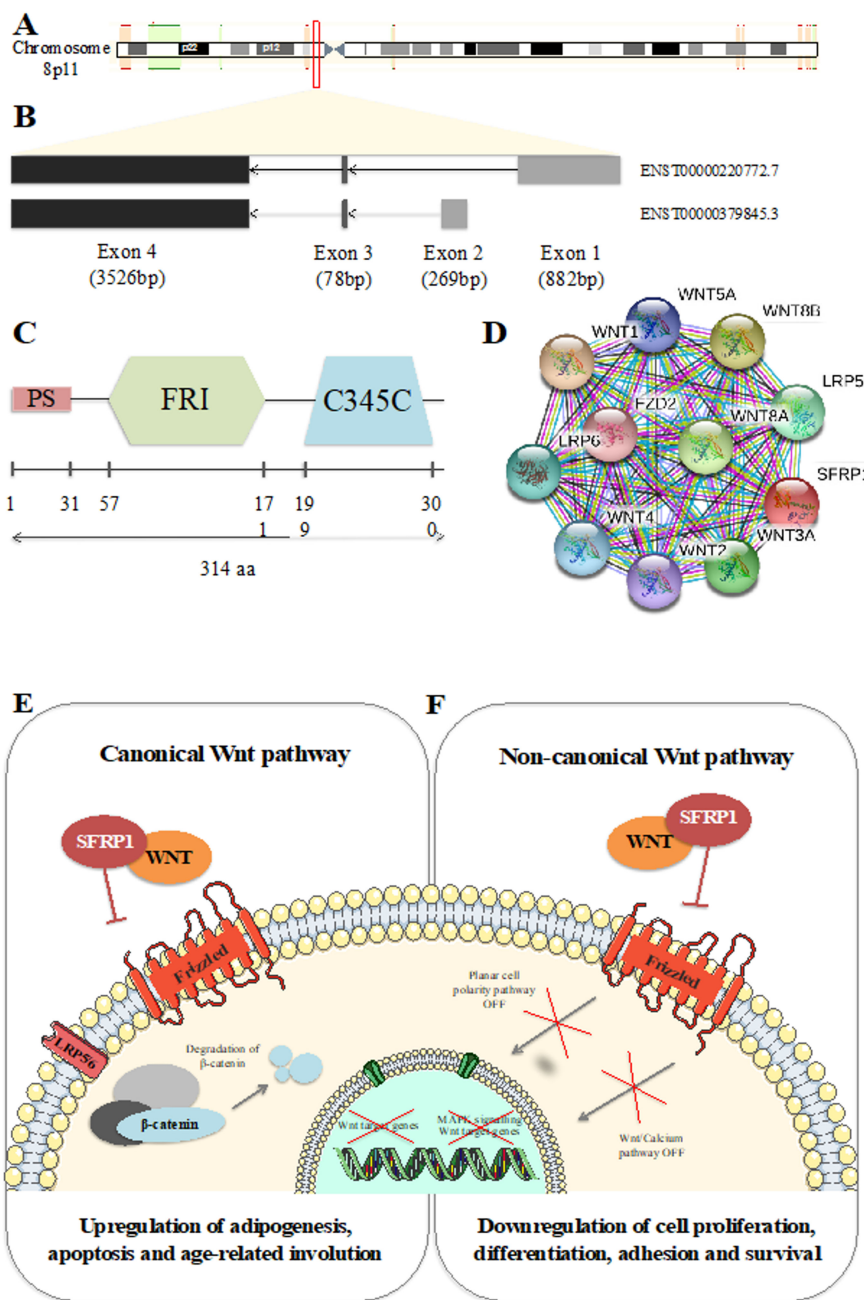 A
Chromosome
8p11
p22
p12
B
ENST00000220772.7
ENST00000379845.3
Exon 4
(3526bp)
Exon 3
(78bp)
Exon 2
(269bp)
Exon 1
(882bp)
C
PS
FRI
C345C
1
31
57
17
1
19
9
30
0
314 aa
D
WNT5A
WNT8B
WNT1
LRP5
FZD2
WNT8A
LRP6
SFRP1
WNT4
WNT3A
WNT2
E
Canonical Wnt pathway
SFRP1
WNT
Frizzled
LRP56
Degradation of
β-catenin
β-catenin
Wnt target genes
Upregulation of adipogenesis,
apoptosis and age-related involution
F
Non-canonical Wnt pathway
SFRP1
WNT
Frizzled
Planar cell
polarity pathway
OFF
MAPK signalling
Wnt target genes
Wnt/Calcium
pathway OFF
Downregulation of cell proliferation,
differentiation, adhesion and survival